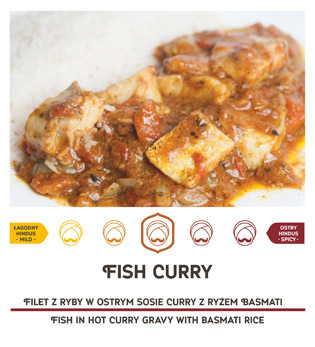 ŁAGODNY
HINDUS
• MILD •
OSTRY
HINDUS
• SPICY •
FISH CURRY
FILET Z RYBY W OSTRYM SOSIE CURRY Z RYŻEM BASMATI
FISH IN HOT CURRY GRAVY WITH BASMATI RICE